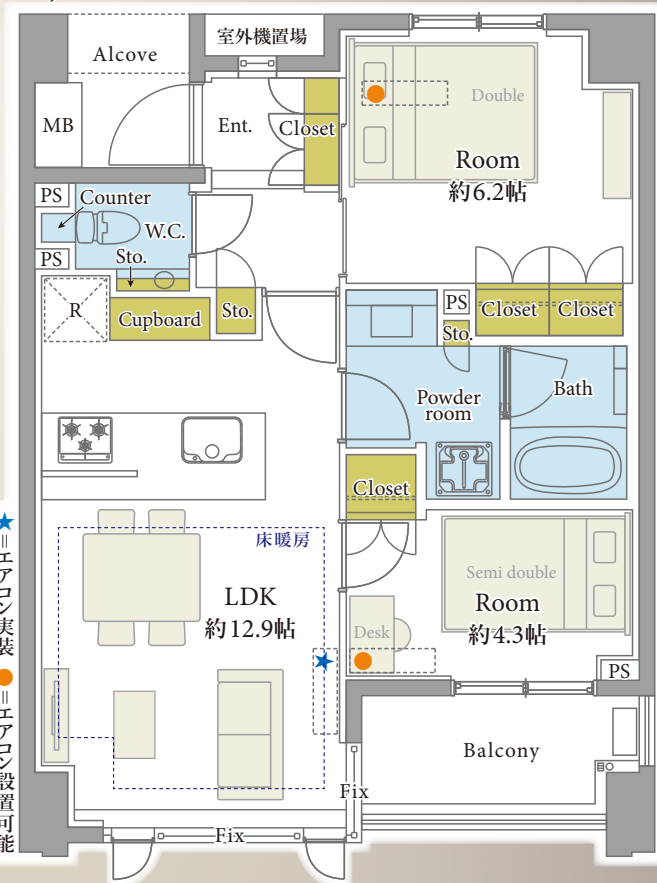 Alcove
室外機置場
MB
Ent.
Closet
Double
Room
約6.2帖
PS
Counter
W.C.
PS
Sto.
R
Cupboard
Sto.
PS
Sto.
Closet
Closet
Powder
room
Bath
Closet
床暖房
LDK
約12.9帖
Semi double
Room
約4.3帖
Desk
PS
Balcony
Fix
Fix
★=エアコン実装 ●=エアコン設置可能